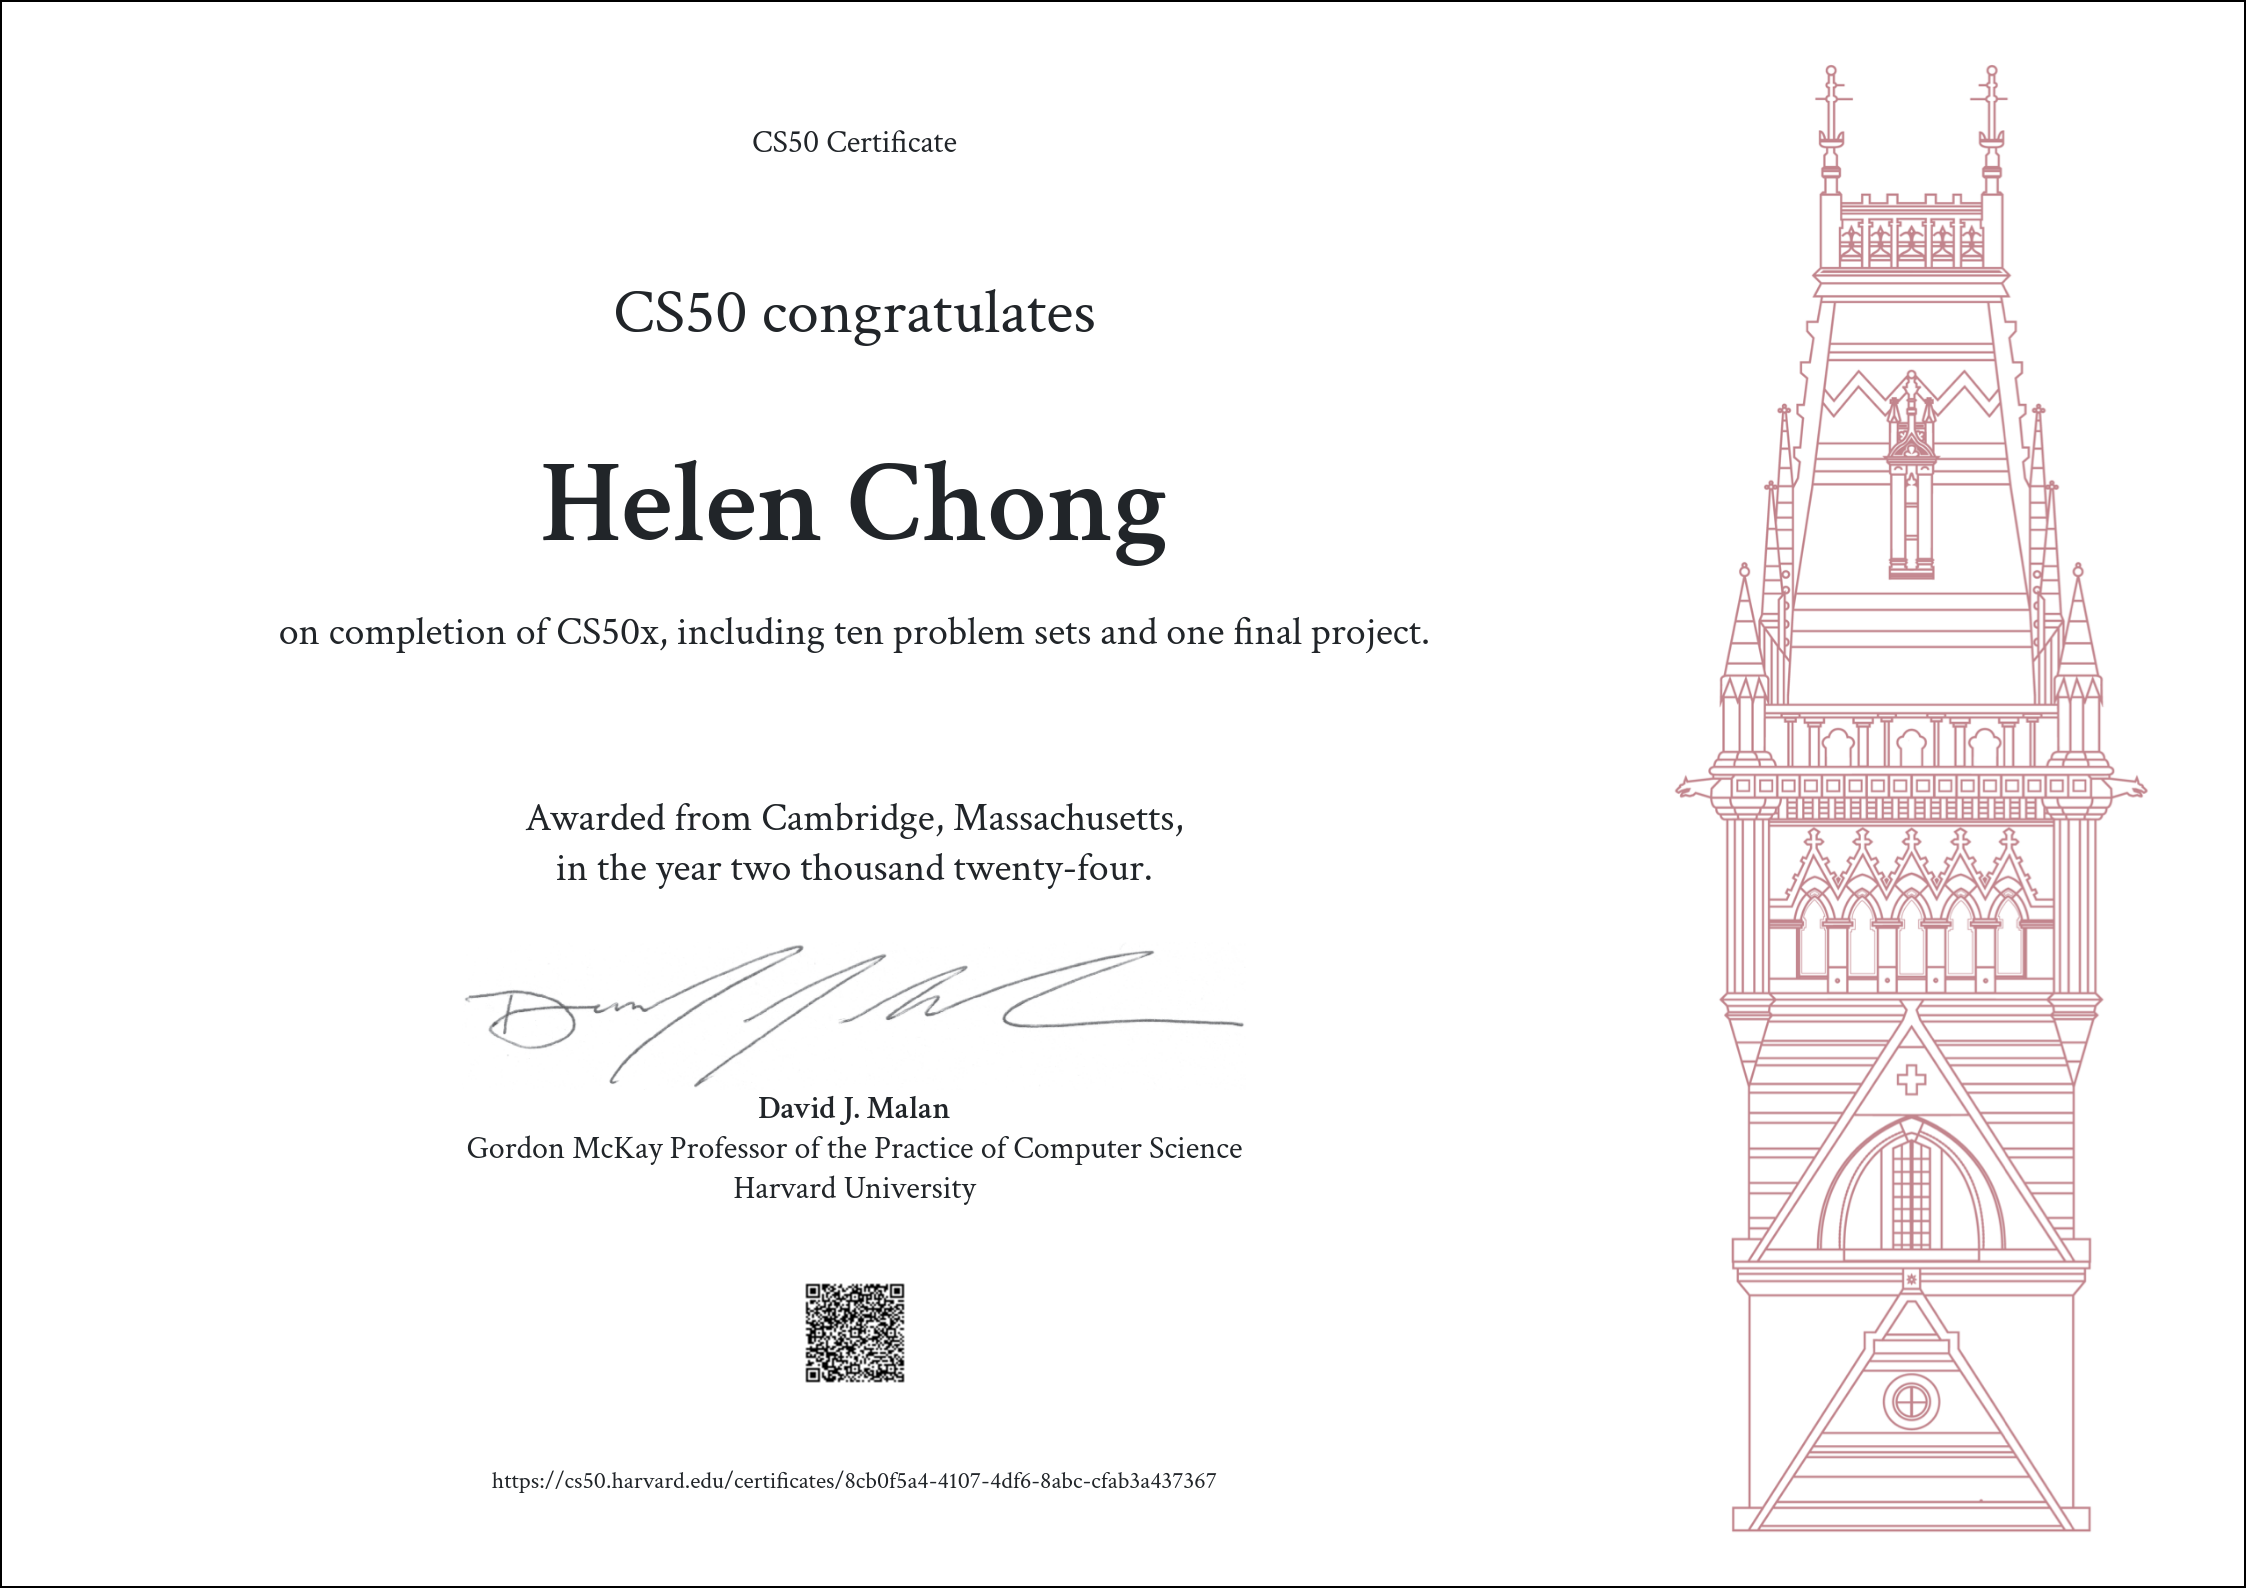 CS50 Certificate
CS50 congratulates
Helen Chong
on completion of CS50x, including ten problem sets and one final project.
Awarded from Cambridge, Massachusetts,
in the year two thousand twenty-four.
David J. Malan
Gordon McKay Professor of the Practice of Computer Science
Harvard University
https://cs50.harvard.edu/certificates/8cb0f5a4-4107-4df6-8abc-cfab3a437367